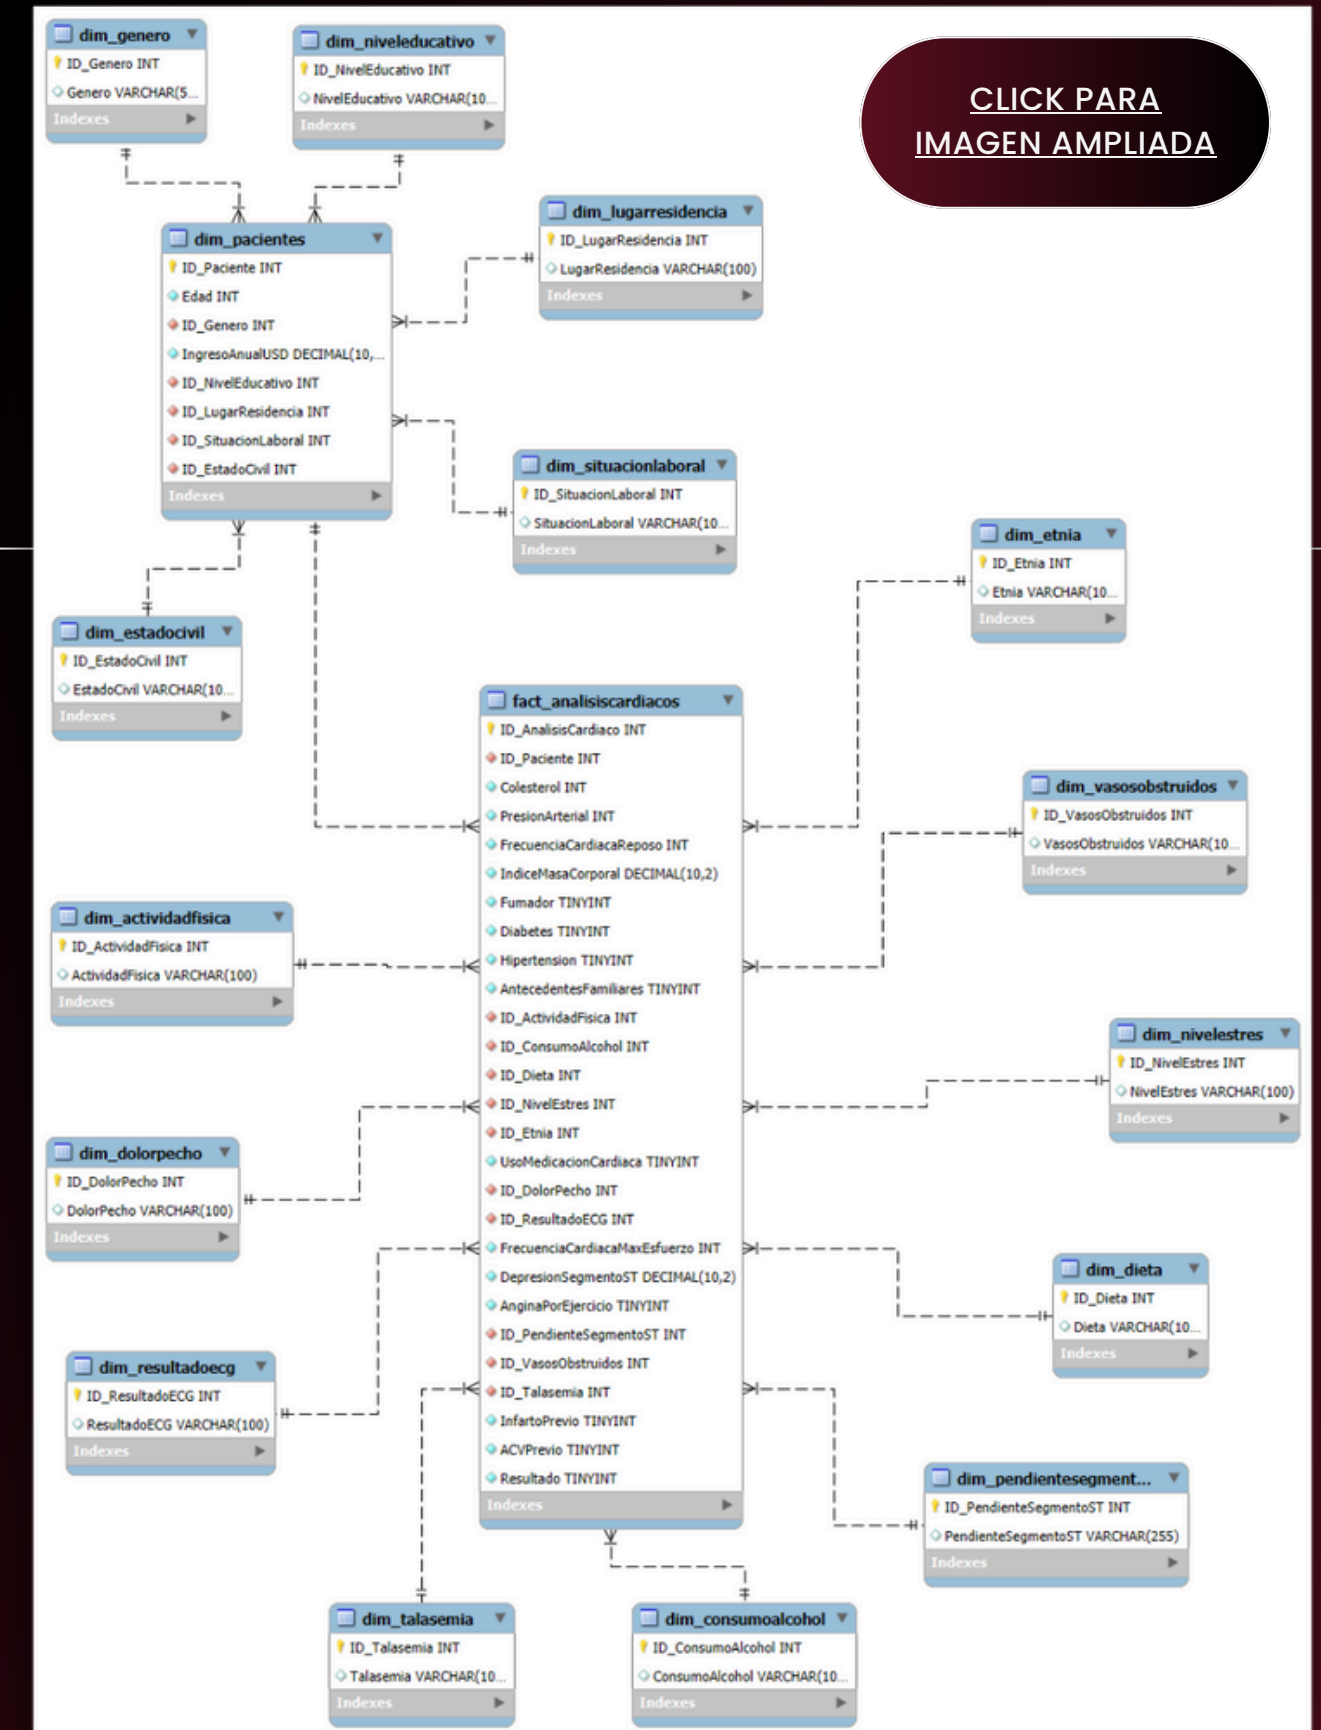 dim_genero
ID_Genero INT
Genero VARCHAR(5...
Indexes
dim_niveleducativo
ID_NivelEducativo INT
NivelEducativo VARCHAR(10...
Indexes
CLICK PARA
IMAGEN AMPLIADA
dim_lugarresidencia
ID_LugarResidencia INT
LugarResidencia VARCHAR(100)
Indexes
dim_pacientes
ID_Paciente INT
Edad INT
ID_Genero INT
IngresoAnualUSD DECIMAL(10,...
ID_NivelEducativo INT
ID_LugarResidencia INT
ID_SituacionLaboral INT
ID_EstadoCivil INT
Indexes
dim_situacionlaboral
ID_SituacionLaboral INT
SituacionLaboral VARCHAR(10...
Indexes
dim_etnia
ID_Etnia INT
Etnia VARCHAR(10...
Indexes
dim_estadocivil
ID_EstadoCivil INT
EstadoCivil VARCHAR(10...
Indexes
fact_analisiscardiacos
ID_AnalisisCardiaco INT
ID_Paciente INT
Colesterol INT
PresionArterial INT
FrecuenciaCardiacaReposo INT
IndiceMasaCorporal DECIMAL(10,2)
Fumador TINYINT
Diabetes TINYINT
Hipertension TINYINT
AntecedentesFamiliares TINYINT
ID_ActividadFisica INT
ID_ConsumoAlcohol INT
ID_Dieta INT
ID_NivelEstres INT
ID_Etnia INT
UsoMedicacionCardiaca TINYINT
ID_DolorPecho INT
ID_ResultadoECG INT
FrecuenciaCardiacaMaxEsfuerzo INT
DepresionSegmentoST DECIMAL(10,2)
AnginaPorEjercicio TINYINT
ID_PendienteSegmentoST INT
ID_VasosObstruidos INT
ID_Talasemia INT
InfartoPrevio TINYINT
ACVPrevio TINYINT
Resultado TINYINT
Indexes
dim_vasosobstruidos
ID_VasosObstruidos INT
VasosObstruidos VARCHAR(10...
Indexes
dim_actividadfisica
ID_ActividadFisica INT
ActividadFisica VARCHAR(100)
Indexes
dim_nivelestres
ID_NivelEstres INT
NivelEstres VARCHAR(100)
Indexes
dim_dolorpecho
ID_DolorPecho INT
DolorPecho VARCHAR(100)
Indexes
dim_dieta
ID_Dieta INT
Dieta VARCHAR(10...
Indexes
dim_resultadoecg
ID_ResultadoECG INT
ResultadoECG VARCHAR(100)
Indexes
dim_pendientesegment...
ID_PendienteSegmentoST INT
PendienteSegmentoST VARCHAR(255)
Indexes
dim_talasemia
ID_Talasemia INT
Talasemia VARCHAR(10...
Indexes
dim_consumoalcohol
ID_ConsumoAlcohol INT
ConsumoAlcohol VARCHAR(10...
Indexes